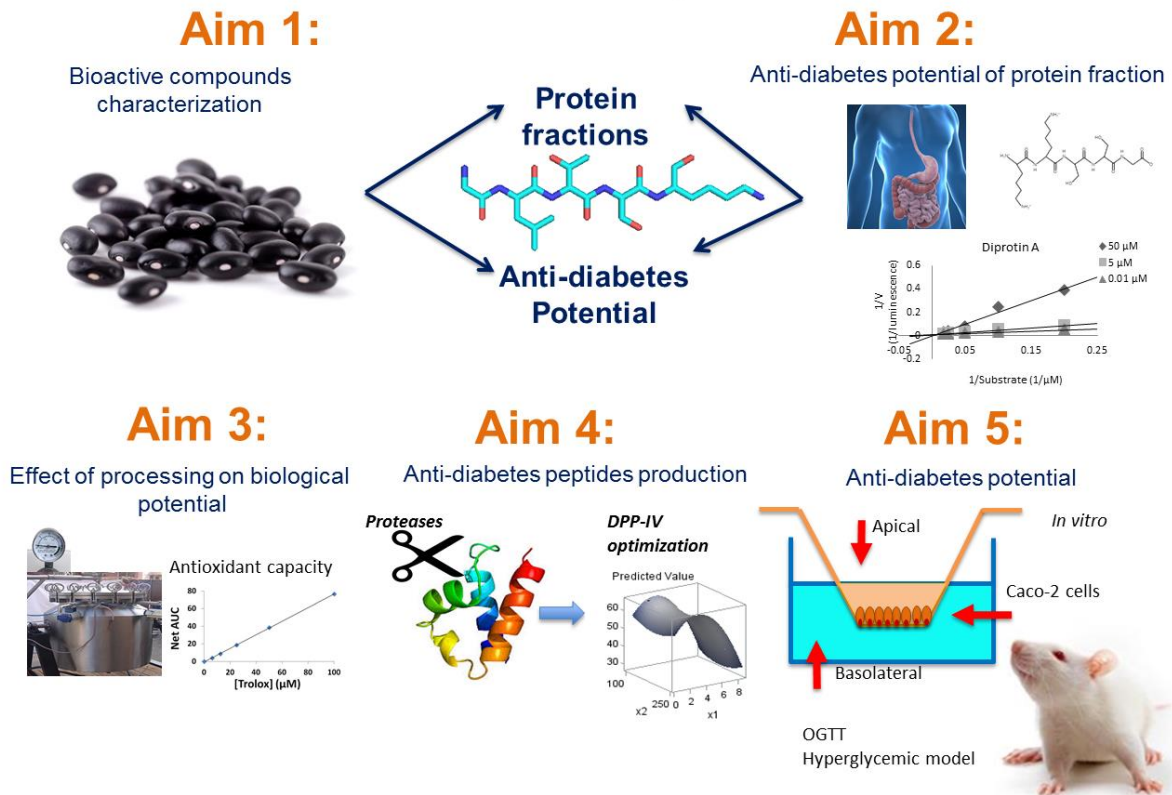 Aim 1:
Bioactive compounds
characterization
Protein
fractions
Anti-diabetes
Potential
Aim 2:
Anti-diabetes potential of protein fraction
Diprotin A
50 µM
5 µM
0.01 µM
1/V
(1/luminescence)
0.6
0.4
0.2
0
-0.2
-0.05
0.05
0.15
0.25
1/Substrate (1/µM)
Aim 3:
Effect of processing on biological
potential
Antioxidant capacity
Net AUC
80
60
40
20
0
0
50
100
[Trolox] (µM)
Aim 4:
Anti-diabetes peptides production
Proteases
DPP-IV
optimization
Predicted Value
60
50
40
30
100
250
x2
0
2
4
6
8
x1
Aim 5:
Anti-diabetes potential
In vitro
Apical
Caco-2 cells
Basolateral
OGTT
Hyperglycemic model